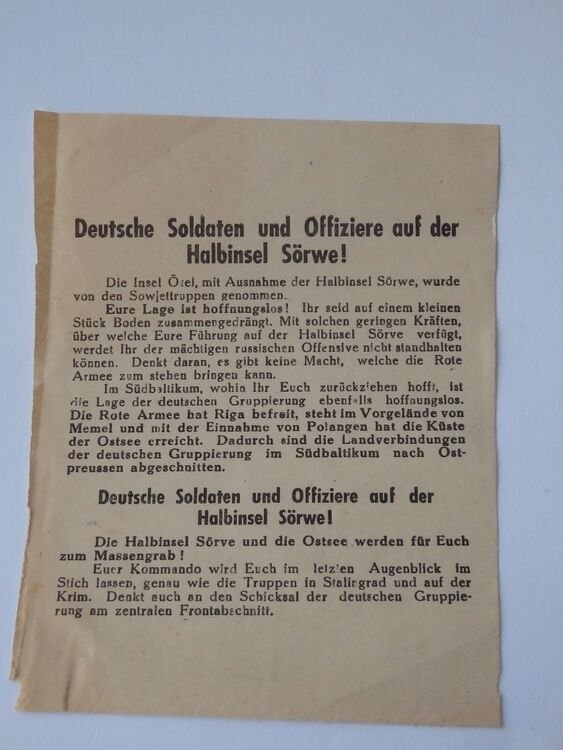 Deutsche Soldaten und Offiziere auf der
Halbinsel Sörwe!
Die Insel Ösel, mit Ausnahme der Halbinsel Sörwe, wurde
von den Sowjettruppen genommen.
Eure Lage ist hoffnungslos! Ihr seid auf einem kleinen
Stück Boden zusammengedrängt. Mit solchen geringen Kräften,
über welche Eure Führung auf der Halbinsel Sörve verfügt,
werdet Ihr der mächtigen russischen Offensive nicht standhalten
können. Denkt daran, es gibt keine Macht, welche die Rote
Armee zum stehen bringen kann.
Im Südbaltikum, wohin Ihr Euch zurückziehen hofft, ist
die Lage der deutschen Gruppierung ebenfalls hoffnungslos.
Die Rote Armee hat Riga befreit, steht im Vorgelände von
Memel und mit der Einnahme von Polangen hat die Küste
der Ostsee erreicht. Dadurch sind die Landverbindungen
der deutschen Gruppierung im Südbaltikum nach Ost-
preussen abgeschnitten.
Deutsche Soldaten und Offiziere auf der
Halbinsel Sörwe!
Die Halbinsel Sörve und die Ostsee werden für Euch
zum Massengrab!
Euer Kommando wird Euch im letzten Augenblick im
Stich lassen, genau wie die Truppen in Stalingrad und auf der
Krim. Denkt auch an den Schicksal der deutschen Gruppie-
rung am zentralen Frontabschnitt.